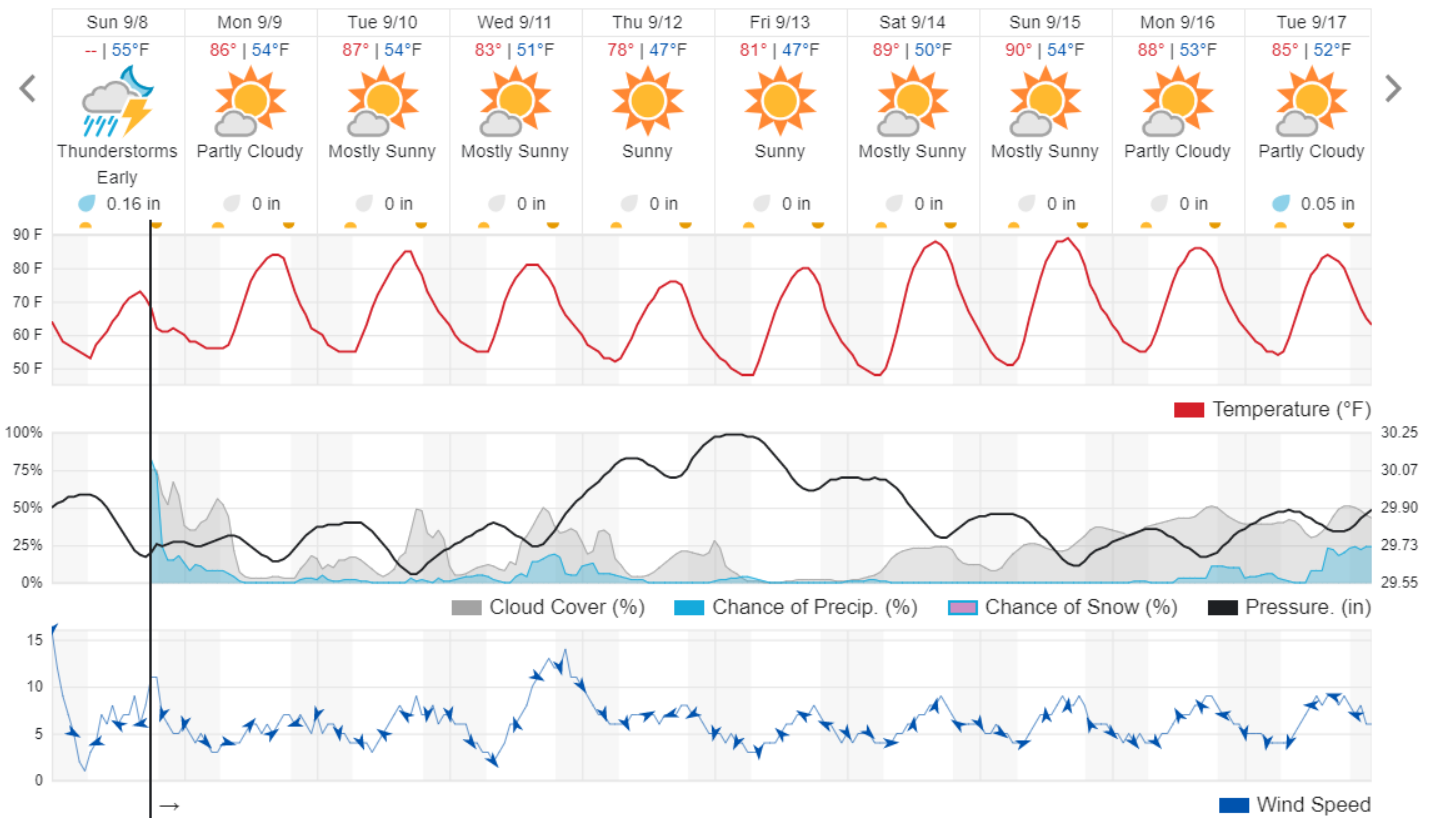 Sun 9/8 Mon 9/9 Tue 9/10 Wed 9/11 Thu 9/12 Fri 9/13 Sat 9/14 Sun 9/15 Mon 9/16 Tue 9/17
-- | 55°F 86° | 54°F 87° | 54°F 83° | 51°F 78° | 47°F 81° | 47°F 89° | 50°F 90° | 54°F 88° | 53°F 85° | 52°F
Thunderstorms Partly Cloudy Mostly Sunny Mostly Sunny Sunny Sunny Mostly Sunny Mostly Sunny Partly Cloudy Partly Cloudy
Early
0.16 in 0 in 0 in 0 in 0 in 0 in 0 in 0 in 0 in 0.05 in
90 F
80 F
70 F
60 F
50 F
Temperature (°F)
100% 30.25
75% 30.07
50% 29.90
25% 29.73
0% 29.55
Cloud Cover (%) Chance of Precip. (%) Chance of Snow (%) Pressure. (in)
15
10
5
0
→
Wind Speed